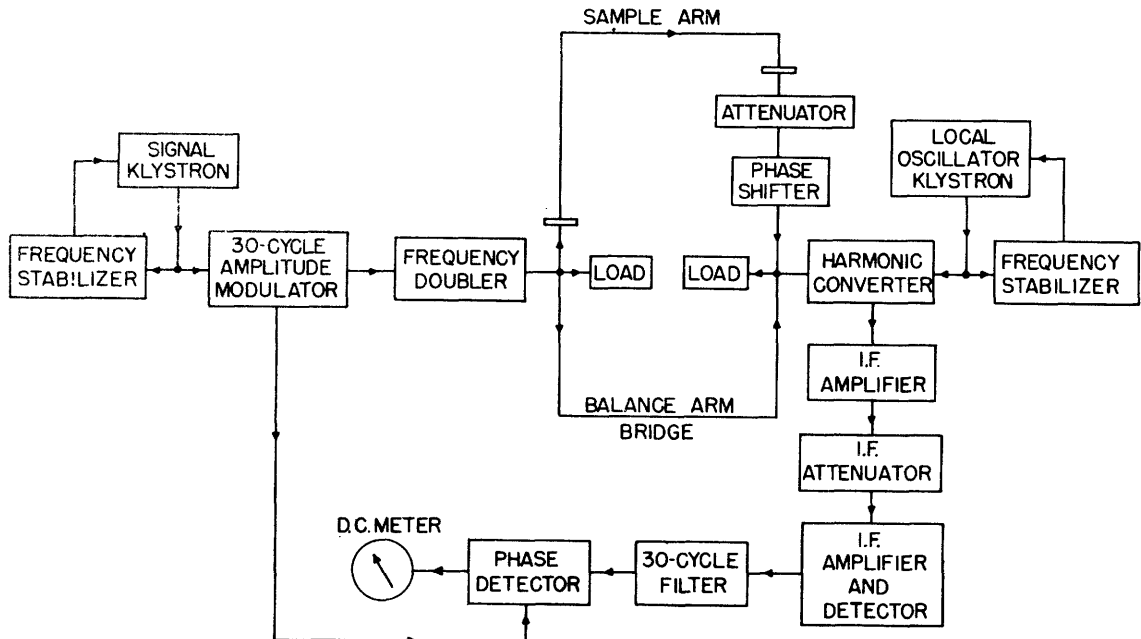 SAMPLE ARM
ATTENUATOR
PHASE
SHIFTER
SIGNAL
KLYSTRON
LOCAL
OSCILLATOR
KLYSTRON
FREQUENCY
STABILIZER
30-CYCLE
AMPLITUDE
MODULATOR
FREQUENCY
DOUBLER
LOAD
LOAD
HARMONIC
CONVERTER
FREQUENCY
STABILIZER
I.F.
AMPLIFIER
BALANCE ARM
BRIDGE
I.F.
ATTENUATOR
D.C. METER
PHASE
DETECTOR
30-CYCLE
FILTER
I.F.
AMPLIFIER
AND
DETECTOR